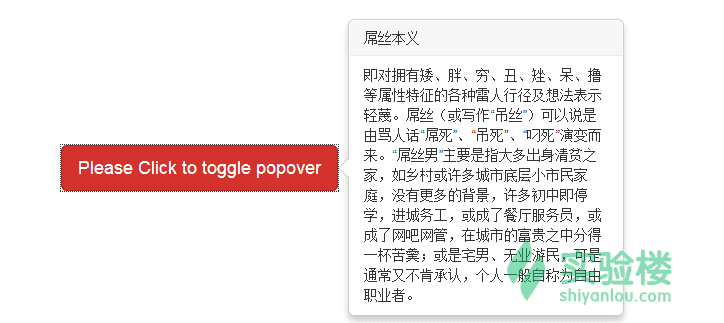 屌丝本义
即对拥有矮、胖、穷、丑、矬、呆、撸
等属性特征的各种雷人行径及想法表示
轻蔑。屌丝（或写作“吊丝”）可以说是
由骂人话“屌死”、“吊死”、“叼死”演变而
来。“屌丝男”主要是指大多出身清贫之
家，如乡村或许多城市底层小市民家
庭，没有更多的背景，许多初中即停
学，进城务工，或成了餐厅服务员，或
成了网吧网管，在城市的富贵之中分得
一杯苦羹；或是宅男、无业游民，可是
通常又不肯承认，个人一般自称为自由
职业者。
Please Click to toggle popover
实验楼
shiyanlou.com